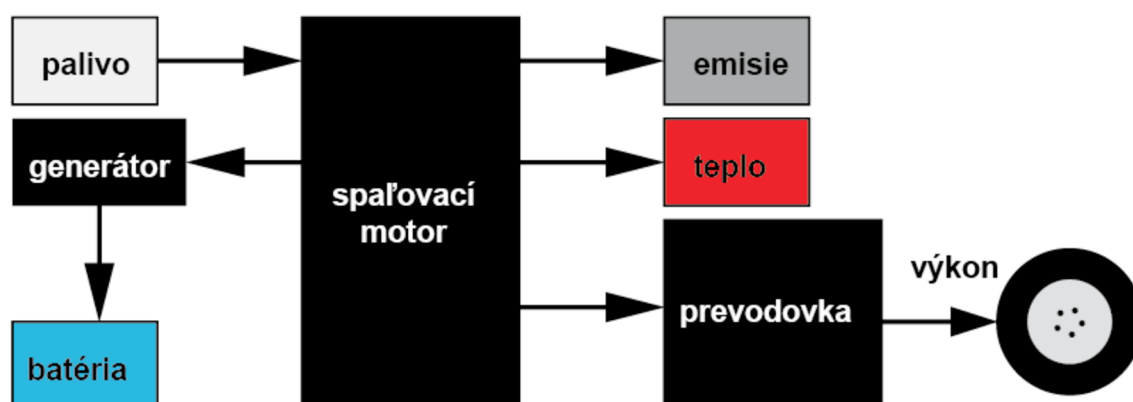 palivo
emisie
generátor
teplo
spaľovací
motor
výkon
prevodovka
batéria